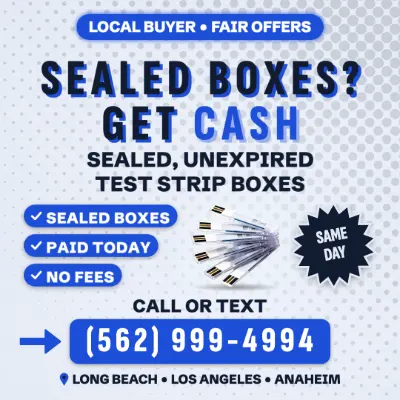 LOCAL BUYER • FAIR OFFERS
SEALED BOXES?
GET CASH
SEALED, UNEXPIRED
TEST STRIP BOXES
SEALED BOXES
PAID TODAY
NO FEES
SAME
DAY
CALL OR TEXT
(562) 999-4994
LONG BEACH • LOS ANGELES • ANAHEIM